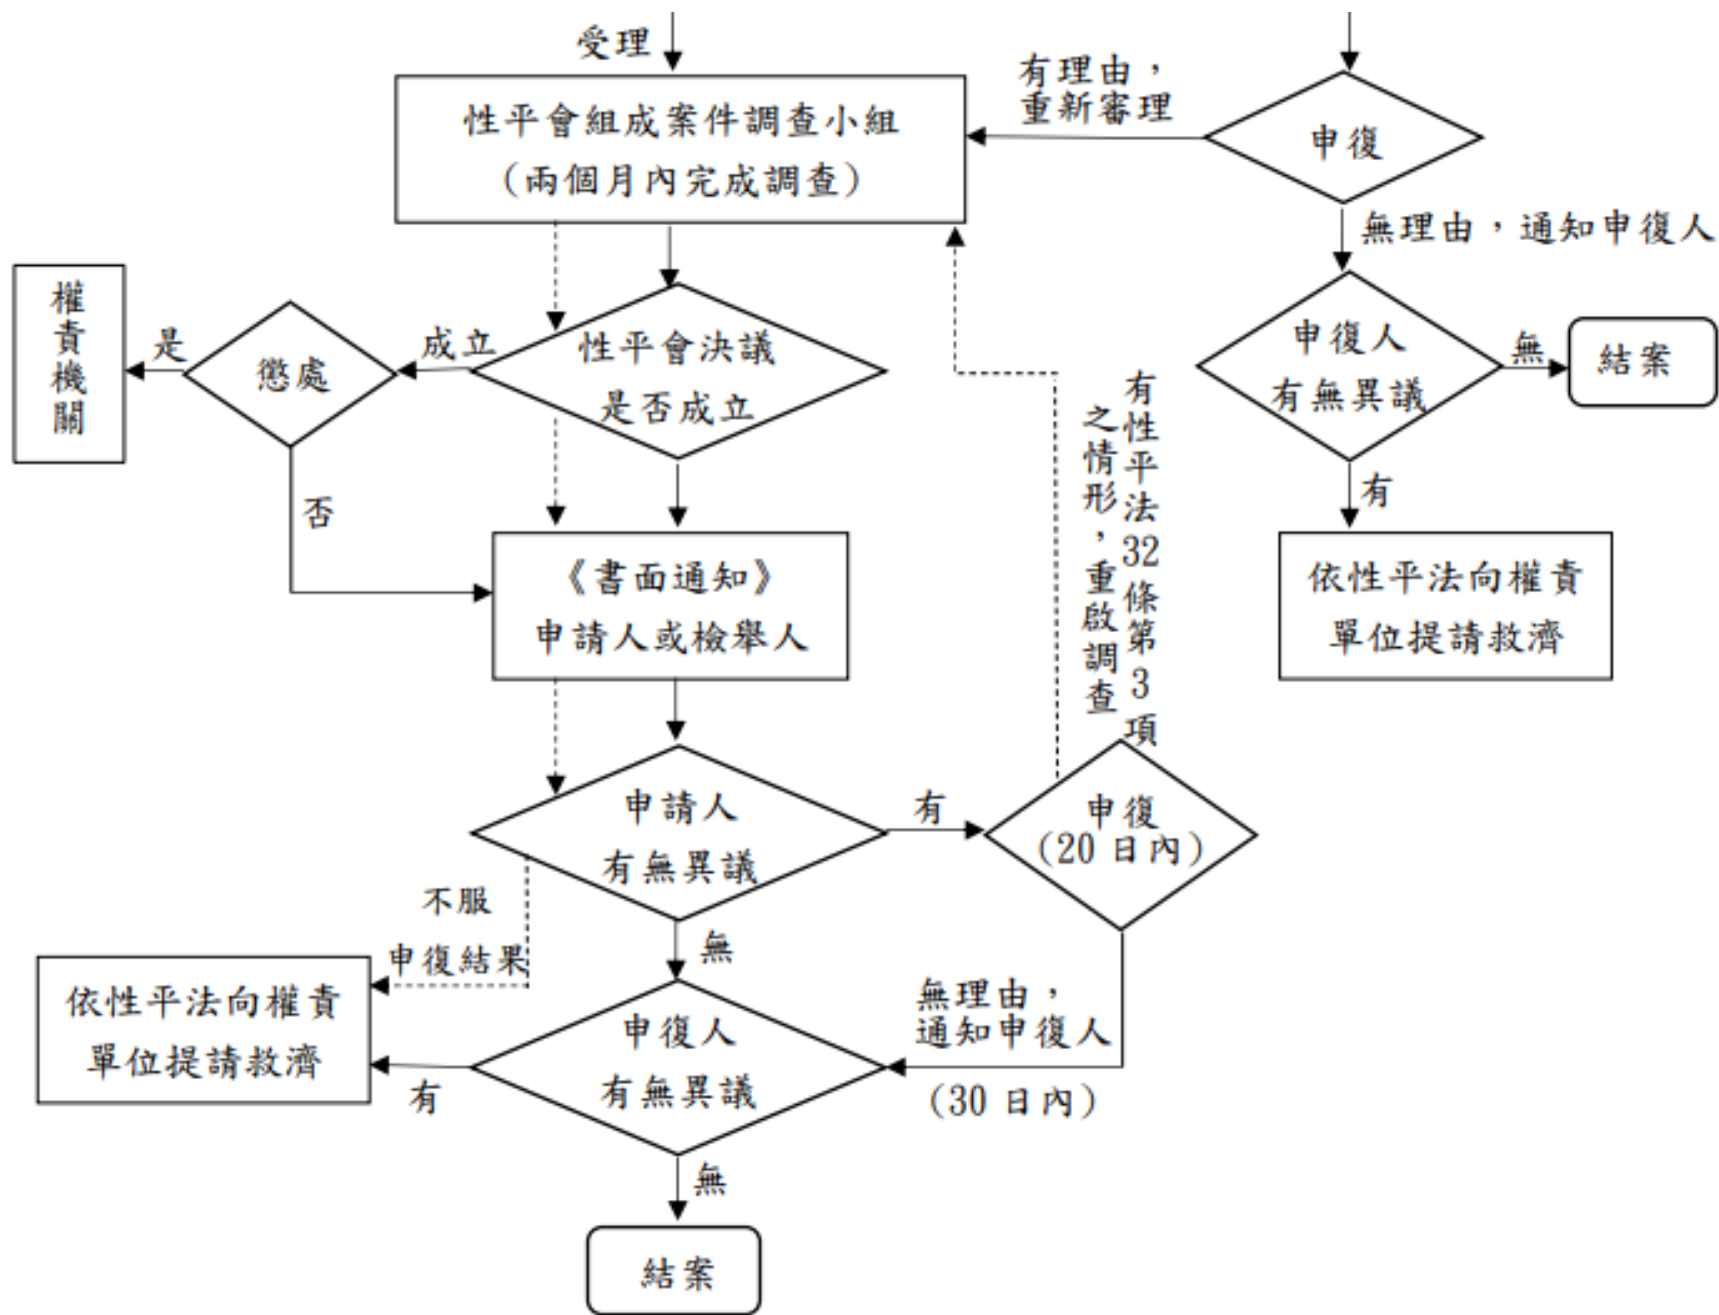 受理
性平會組成案件調查小組
(兩個月內完成調查)
有理由，
重新審理
申復
無理由，通知申復人
申復人
有無異議
無
結案
有
依性平法向權責
單位提請救濟
權責機關
是
懲處
成立
性平會決議
是否成立
否
《書面通知》
申請人或檢舉人
有性平法32條第3項
之情形，重啟調查
申請人
有無異議
有
申復
(20日內)
不服
申復結果
無
無理由，
通知申復人
(30日內)
依性平法向權責
單位提請救濟
有
申復人
有無異議
無
結案